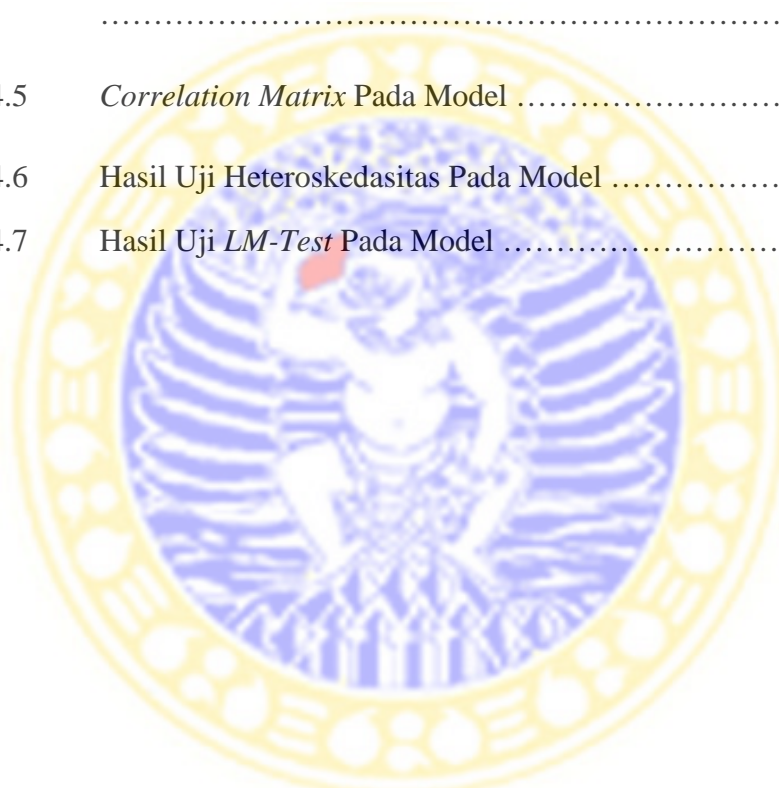 ……………………………………………………………
4.5 Correlation Matrix Pada Model ……………………
4.6 Hasil Uji Heteroskedasitas Pada Model ……………
4.7 Hasil Uji LM-Test Pada Model ………………………